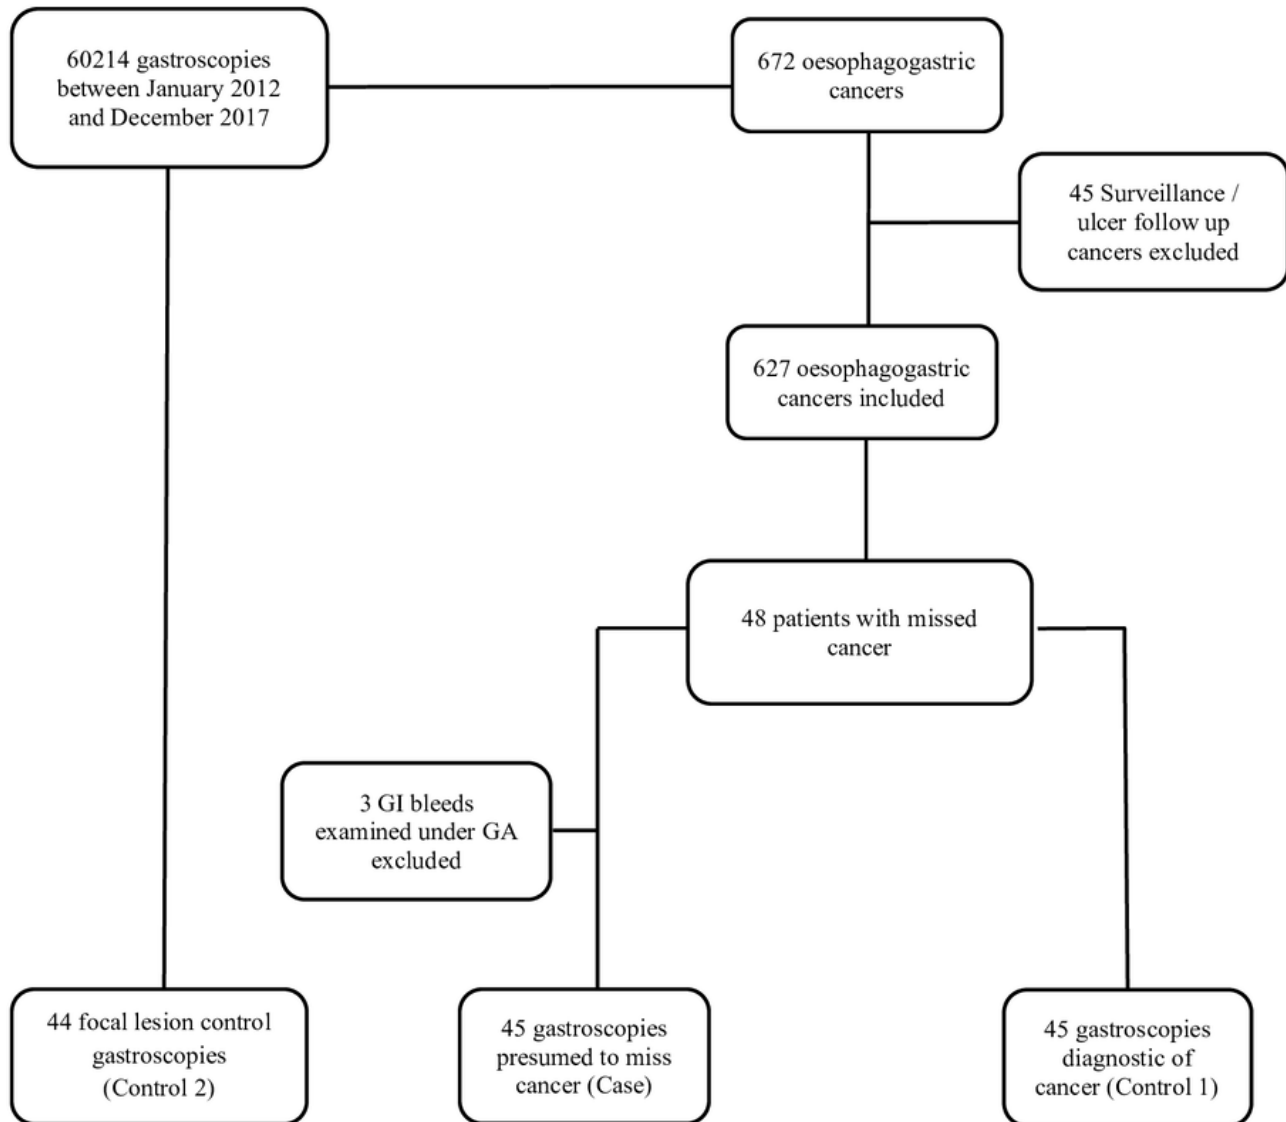 60214 gastroscopies
between January 2012
and December 2017
672 oesophagogastric
cancers
45 Surveillance /
ulcer follow up
cancers excluded
627 oesophagogastric
cancers included
48 patients with missed
cancer
3 GI bleeds
examined under GA
excluded
44 focal lesion control
gastroscopies
(Control 2)
45 gastroscopies
presumed to miss
cancer (Case)
45 gastroscopies
diagnostic of
cancer (Control 1)